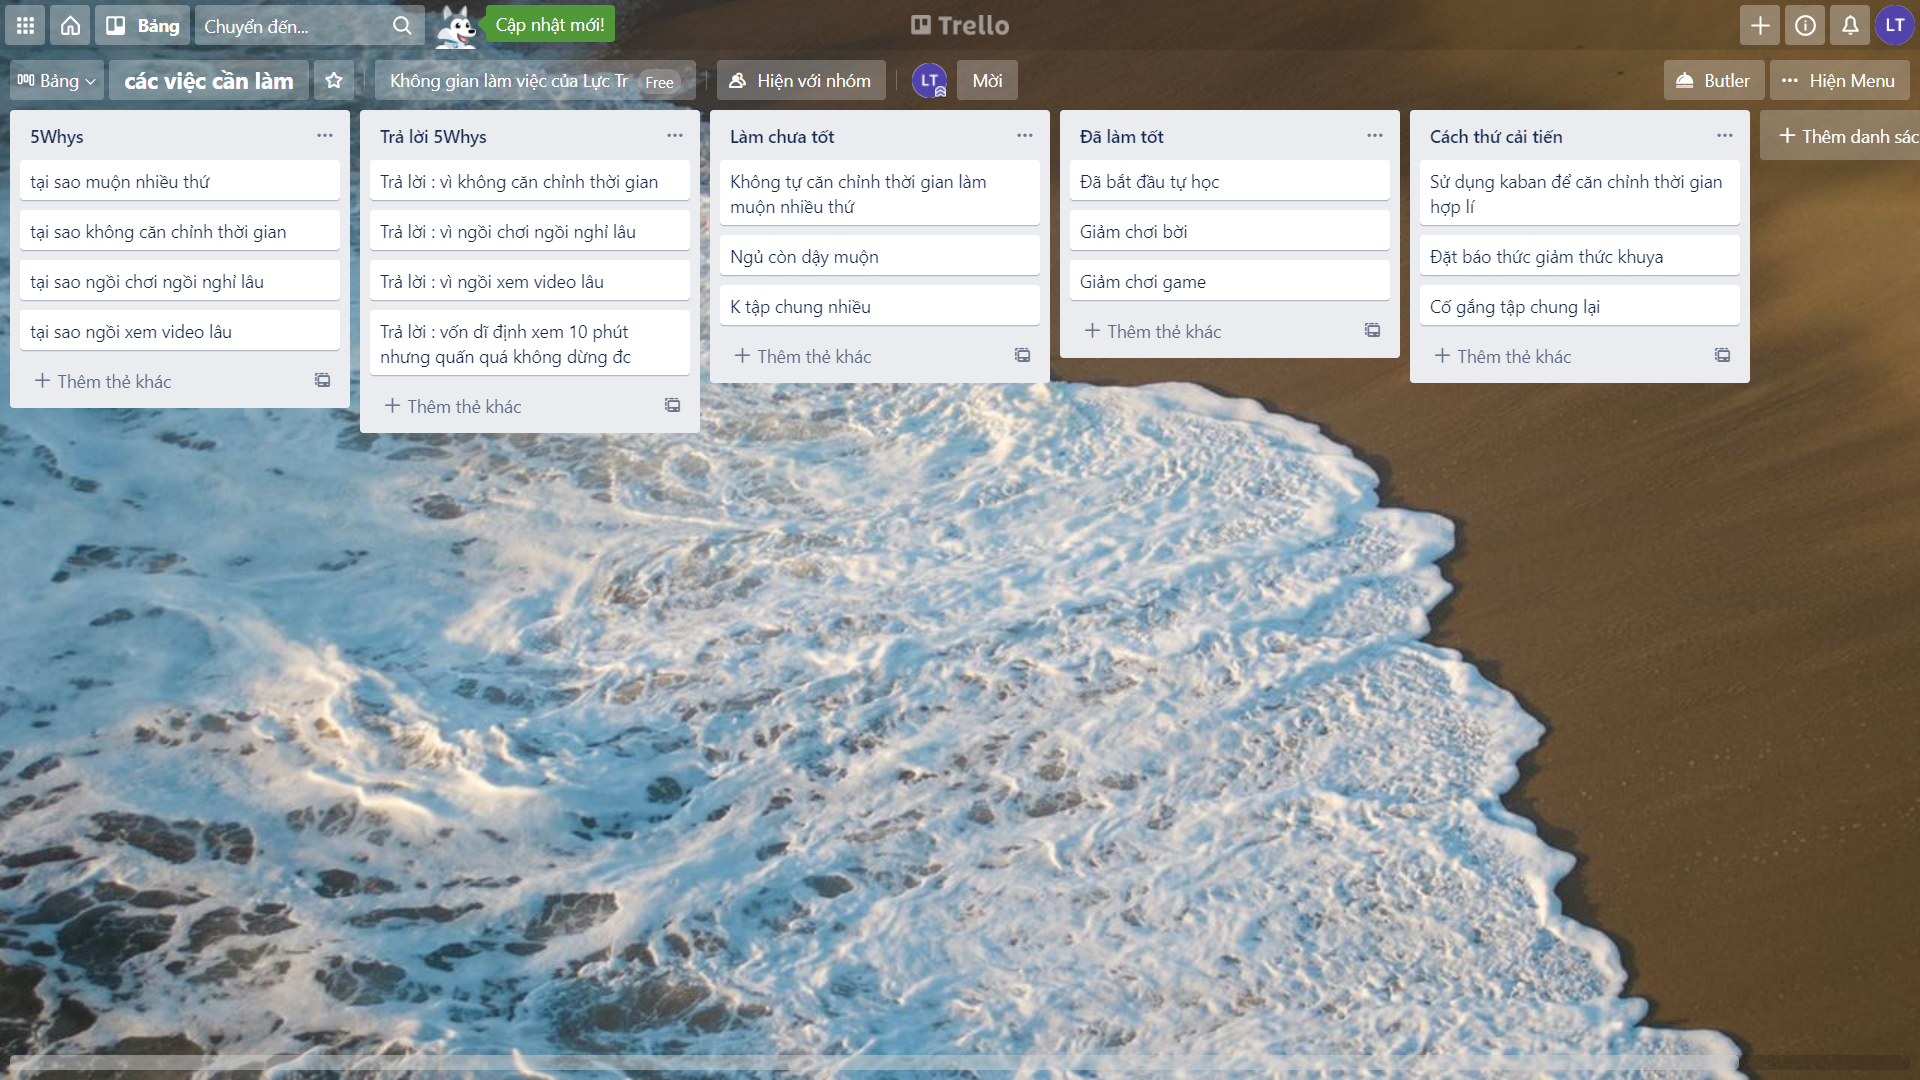 Bảng
Chuyển đến...
Cập nhật mới!
Trello
LT
Bảng
các việc cần làm
Không gian làm việc của Lực Tr
Free
Hiện với nhóm
LT
Mời
Butler
Hiện Menu
5Whys
tại sao muộn nhiều thứ
tại sao không căn chỉnh thời gian
tại sao ngồi chơi ngồi nghỉ lâu
tại sao ngồi xem video lâu
Thêm thẻ khác
Trả lời 5Whys
Trả lời : vì không căn chỉnh thời gian
Trả lời : vì ngồi chơi ngồi nghỉ lâu
Trả lời : vì ngồi xem video lâu
Trả lời : vốn dĩ định xem 10 phút
nhưng quấn quá không dừng đc
Thêm thẻ khác
Làm chưa tốt
Không tự căn chỉnh thời gian làm
muộn nhiều thứ
Ngủ còn dậy muộn
K tập chung nhiều
Thêm thẻ khác
Đã làm tốt
Đã bắt đầu tự học
Giảm chơi bời
Giảm chơi game
Thêm thẻ khác
Cách thứ cải tiến
Sử dụng kaban để căn chỉnh thời gian
hợp lí
Đặt báo thức giảm thức khuya
Cố gắng tập chung lại
Thêm thẻ khác
Thêm danh sác